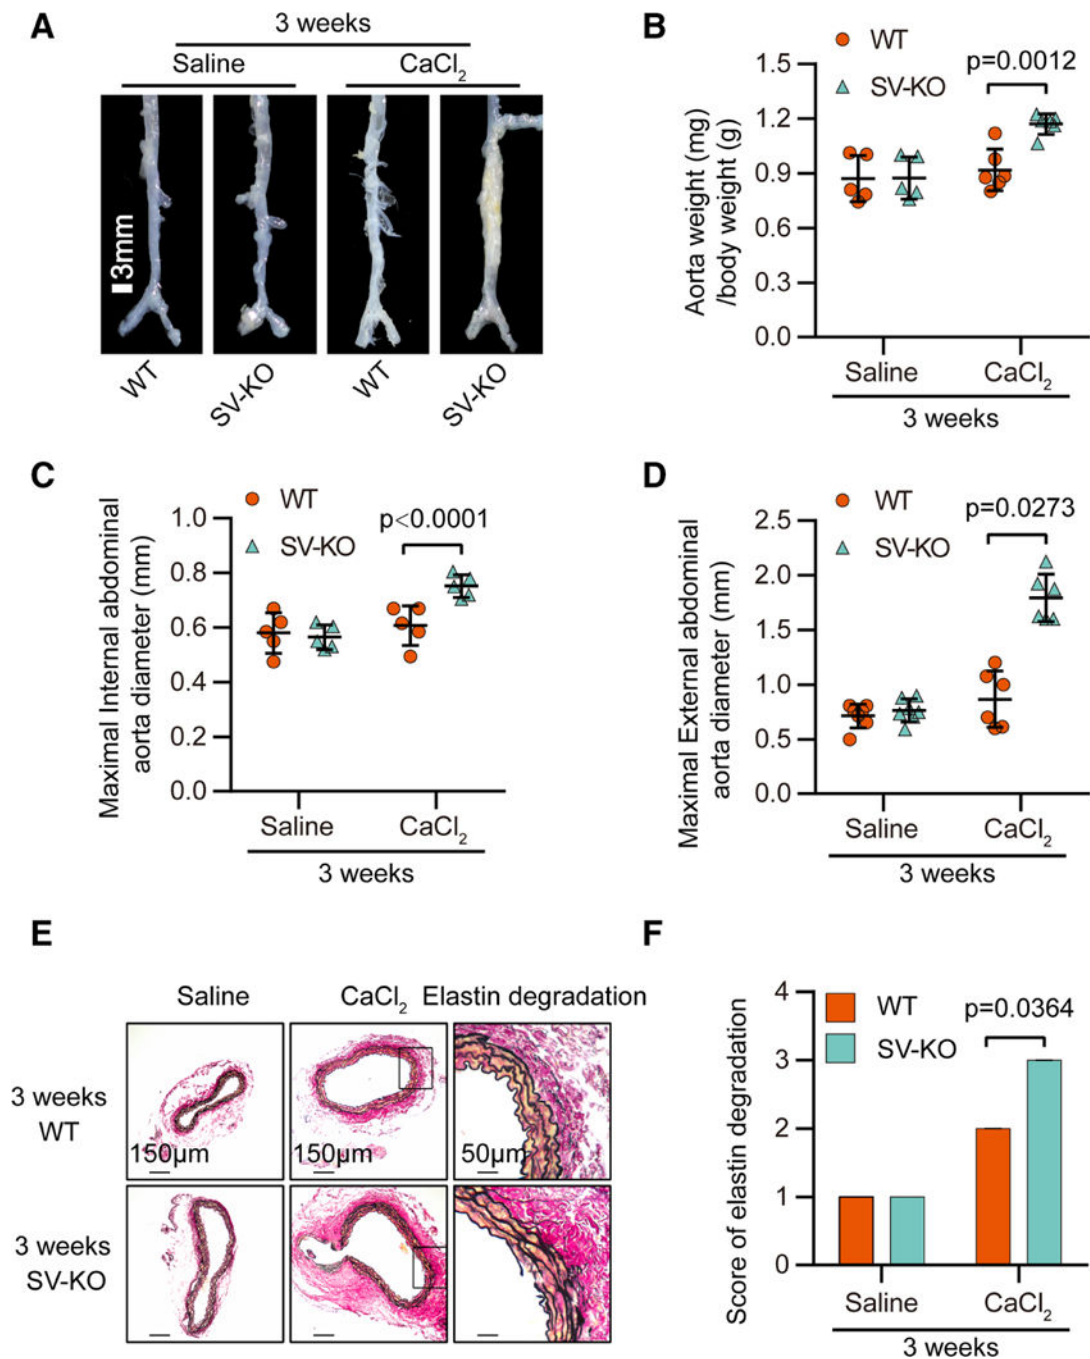 A
3 weeks
Saline
CaCl2
3mm
WT
SV-KO
WT
SV-KO
B
WT
SV-KO
p=0.0012
Aorta weight (mg)
/body weight (g)
1.5
1.2
0.9
0.6
0.3
0.0
Saline
CaCl2
3 weeks
C
WT
SV-KO
p<0.0001
Maximal Internal abdominal
aorta diameter (mm)
1.0
0.8
0.6
0.4
0.2
0.0
Saline
CaCl2
3 weeks
D
WT
SV-KO
p=0.0273
Maximal External abdominal
aorta diameter (mm)
2.5
2.0
1.5
1.0
0.5
0.0
Saline
CaCl2
3 weeks
E
Saline
CaCl2
Elastin degradation
3 weeks
WT
150μm
150μm
50μm
3 weeks
SV-KO
F
WT
SV-KO
p=0.0364
Score of elastin degradation
4
3
2
1
0
Saline
CaCl2
3 weeks